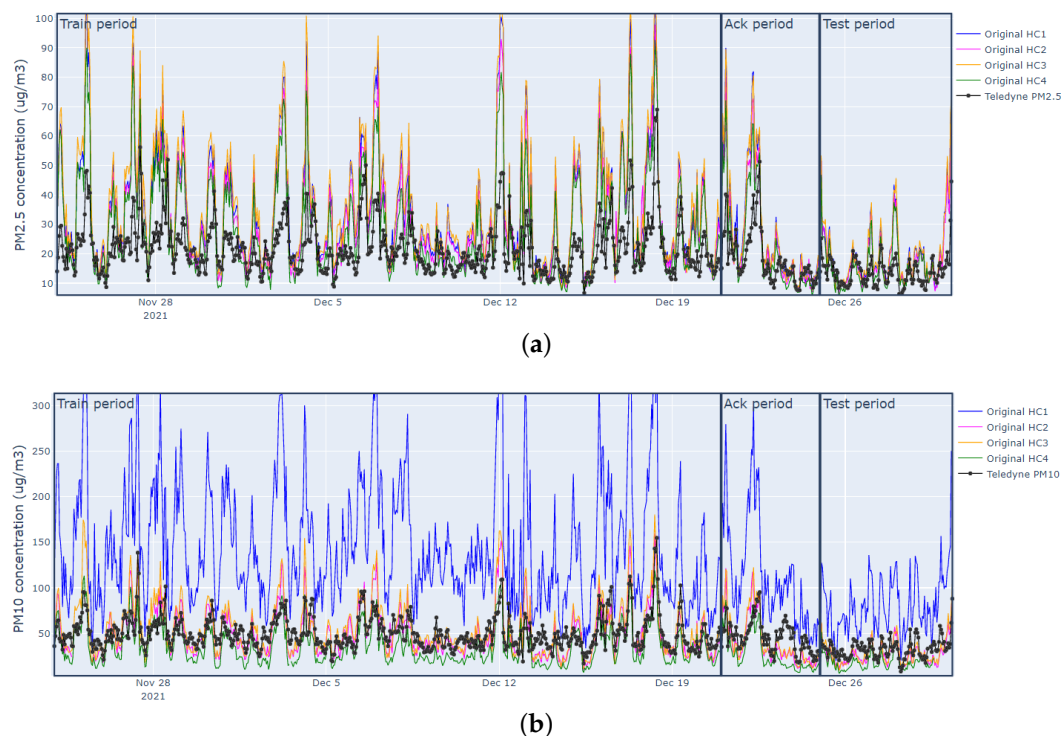 Train period
Ack period
Test period
100
90
80
70
60
50
40
30
20
10
PM2.5 concentration (ug/m3)
Nov 28
2021
Dec 5
Dec 12
Dec 19
Dec 26
Original HC1
Original HC2
Original HC3
Original HC4
Teledyne PM2.5
(a)
Train period
Ack period
Test period
300
250
200
150
100
50
PM10 concentration (ug/m3)
Nov 28
2021
Dec 5
Dec 12
Dec 19
Dec 26
Original HC1
Original HC2
Original HC3
Original HC4
Teledyne PM10
(b)